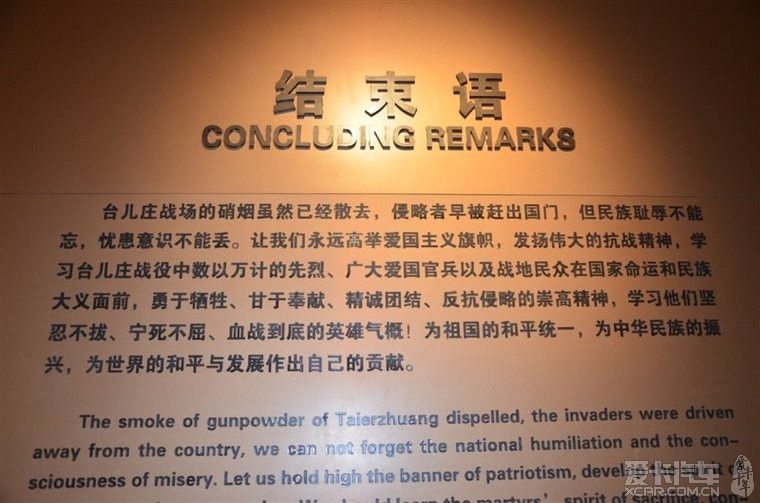 结束语
CONCLUDING REMARKS
台儿庄战场的硝烟虽然已经散去，侵略者早被赶出国门，但民族耻辱不能
忘，忧患意识不能丢。让我们永远高举爱国主义旗帜，发扬伟大的抗战精神，学
习台儿庄战役中数以万计的先烈、广大爱国官兵以及战地民众在国家命运和民族
大义面前，勇于牺牲、甘于奉献、精诚团结、反抗侵略的崇高精神，学习他们坚
忍不拔、宁死不屈、血战到底的英雄气概！为祖国的和平统一，为中华民族的振
兴，为世界的和平与发展作出自己的贡献。
The smoke of gunpowder of Taierzhuang dispelled, the invaders were driven
away from the country, we can not forget the national humiliation and the con-
sciousness of misery. Let us hold high the banner of patriotism, develop
martyrs' spirit of
爱卡汽车
XCAR.COM.CN